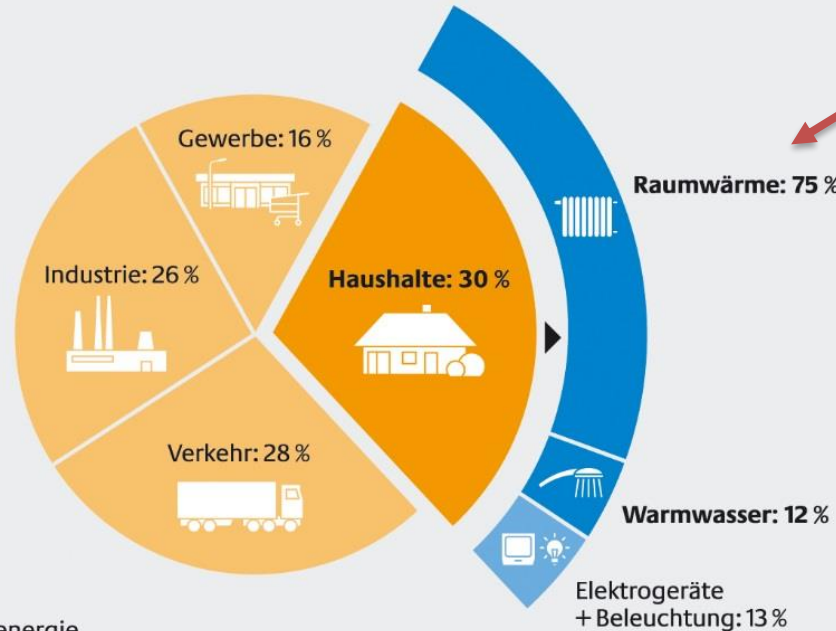 Gewerbe: 16 %
Raumwärme: 75 %
Industrie: 26 %
Haushalte: 30 %
Verkehr: 28 %
Warmwasser: 12 %
Elektrogeräte
+ Beleuchtung: 13 %